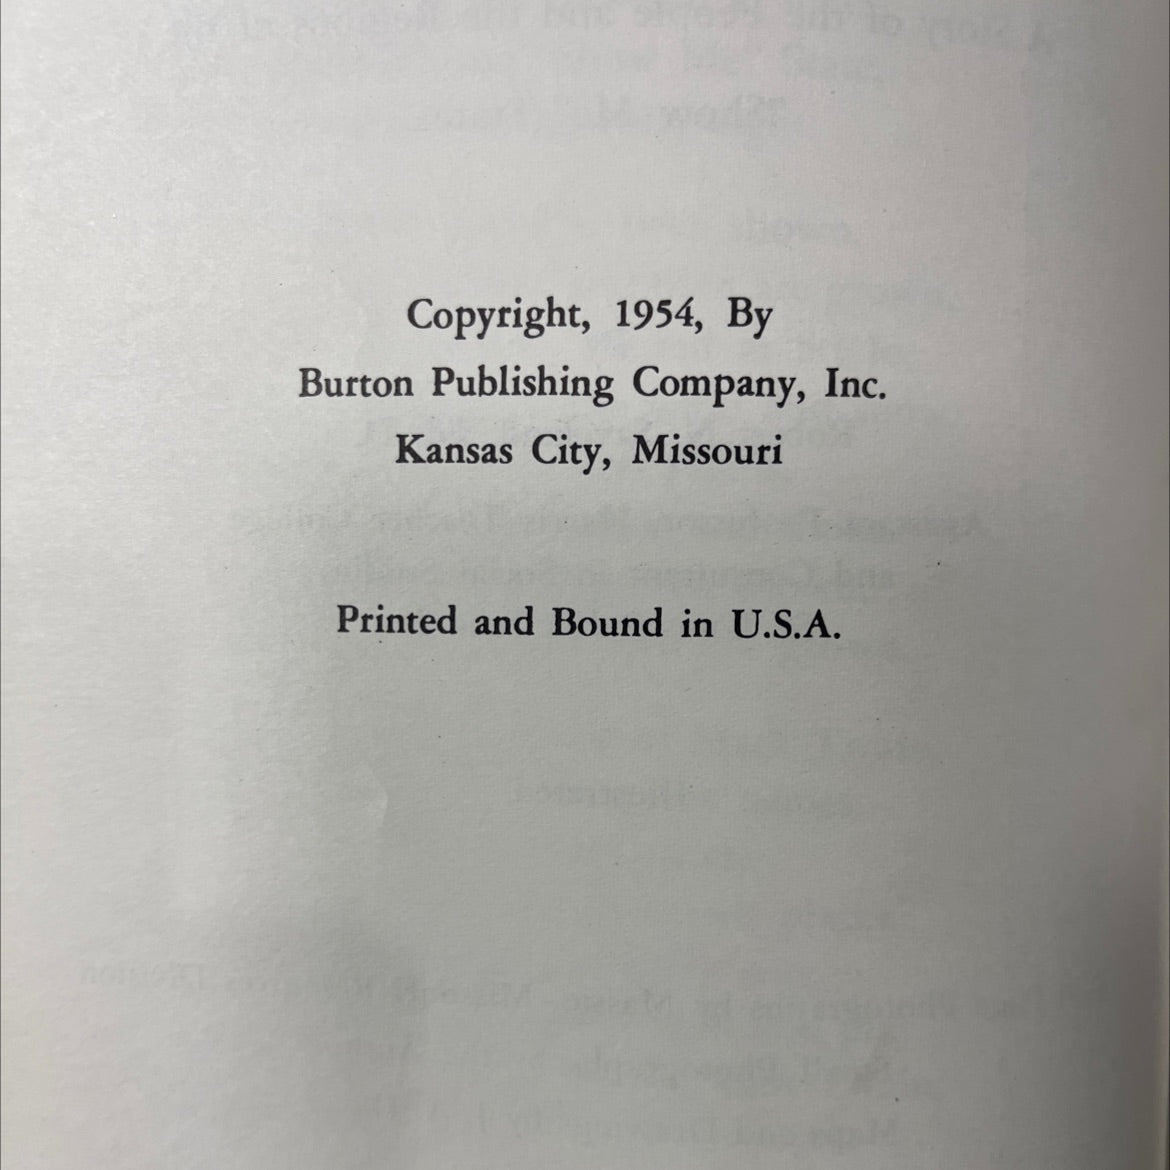 Copyright, 1954, By
Burton Publishing Company, Inc.
Kansas City, Missouri
Printed and Bound in U.S.A.